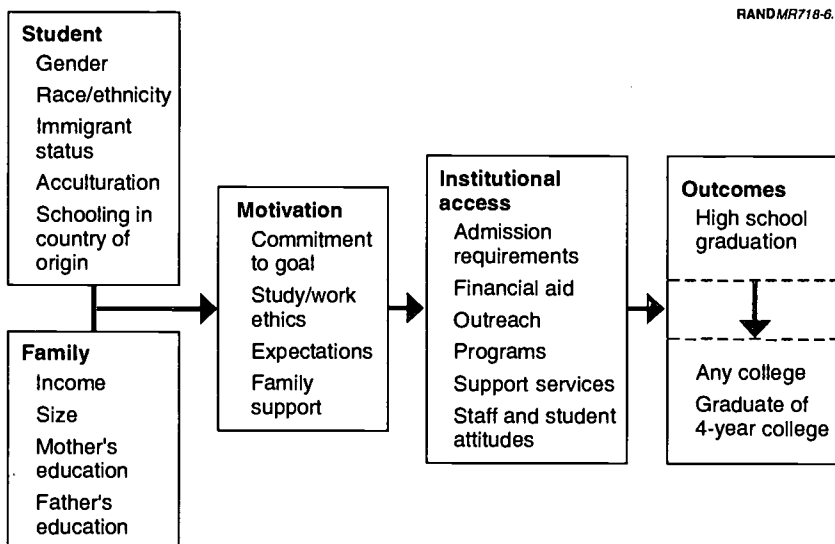 RANDMR718-6.
Student
Gender
Race/ethnicity
Immigrant
status
Acculturation
Schooling in
country of
origin
Family
Income
Size
Mother's
education
Father's
education
Motivation
Commitment
to goal
Study/work
ethics
Expectations
Family
support
Institutional
access
Admission
requirements
Financial aid
Outreach
Programs
Support services
Staff and student
attitudes
Outcomes
High school
graduation
Any college
Graduate of
4-year college